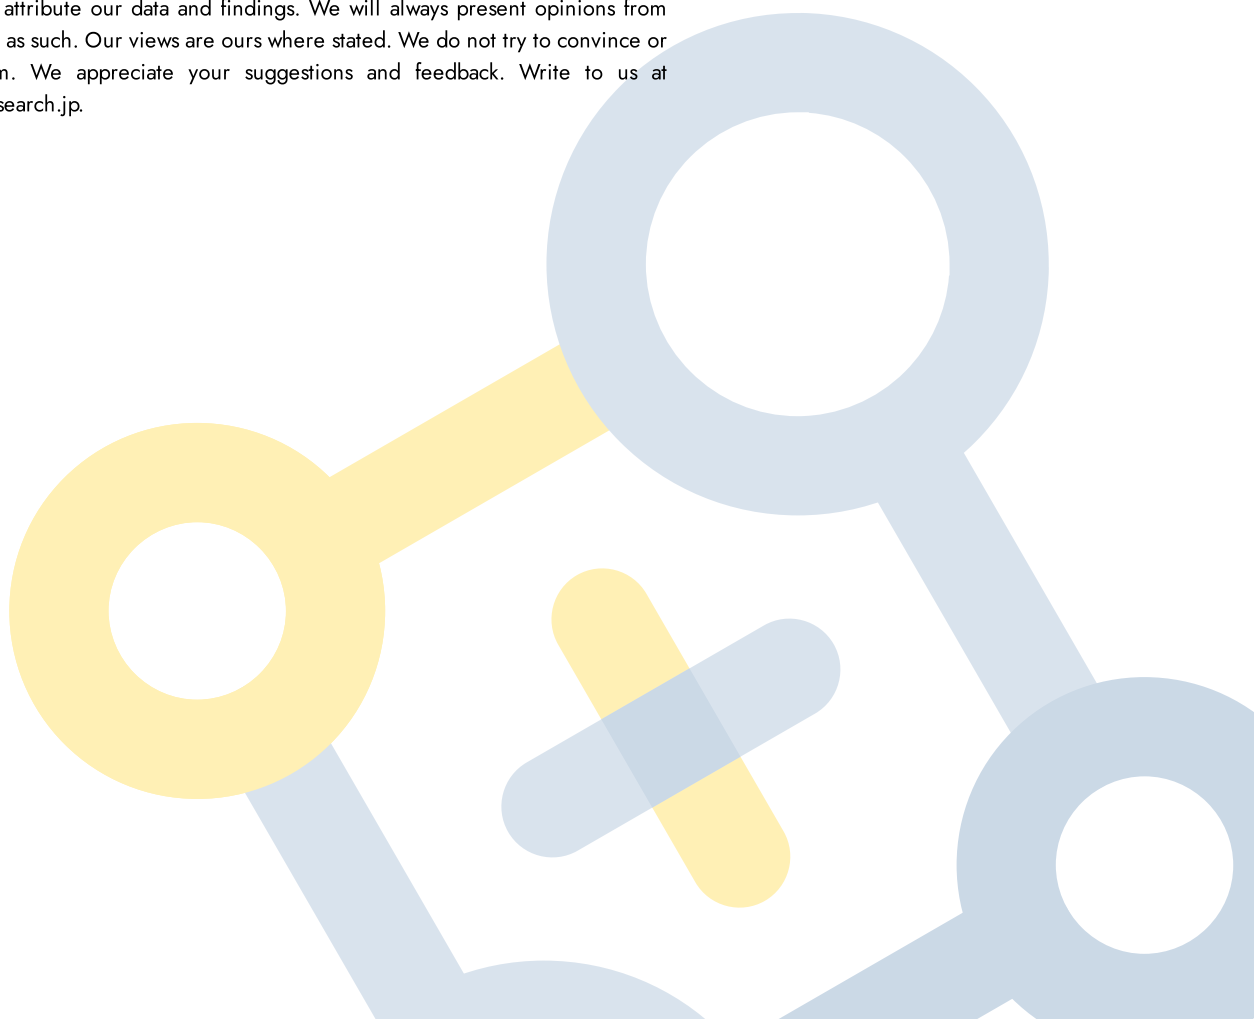 attribute our data and findings. We will always present opinions from
as such. Our views are ours where stated. We do not try to convince or
We appreciate your suggestions and feedback. Write to us at
search.jp.